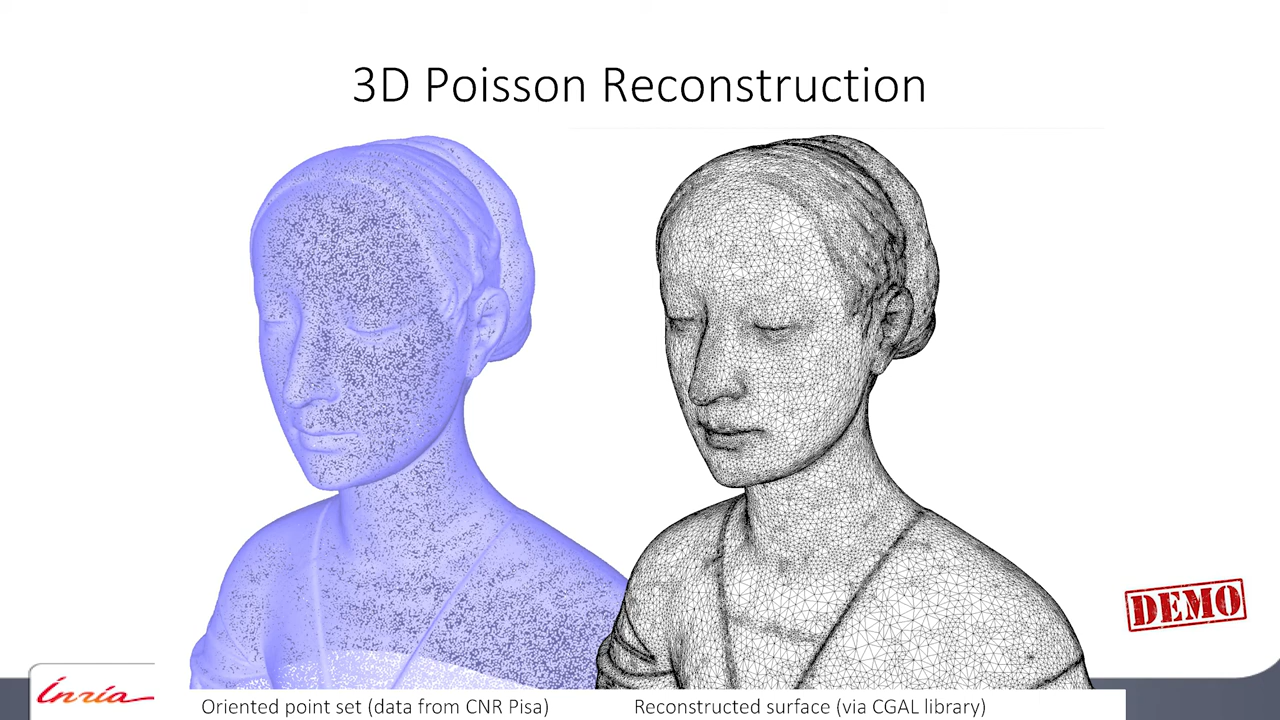 3D Poisson Reconstruction
DEMO
Inria
Oriented point set (data from CNR Pisa)
Reconstructed surface (via CGAL library)